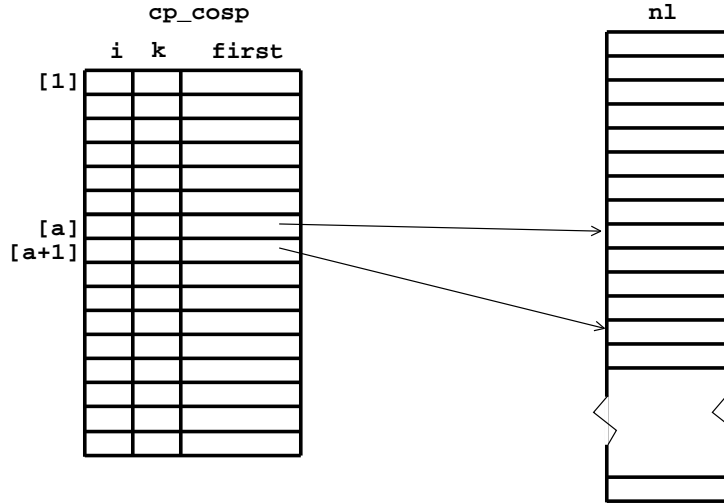 cp_cosp
nl
i k first
[1]
[a]
[a+1]